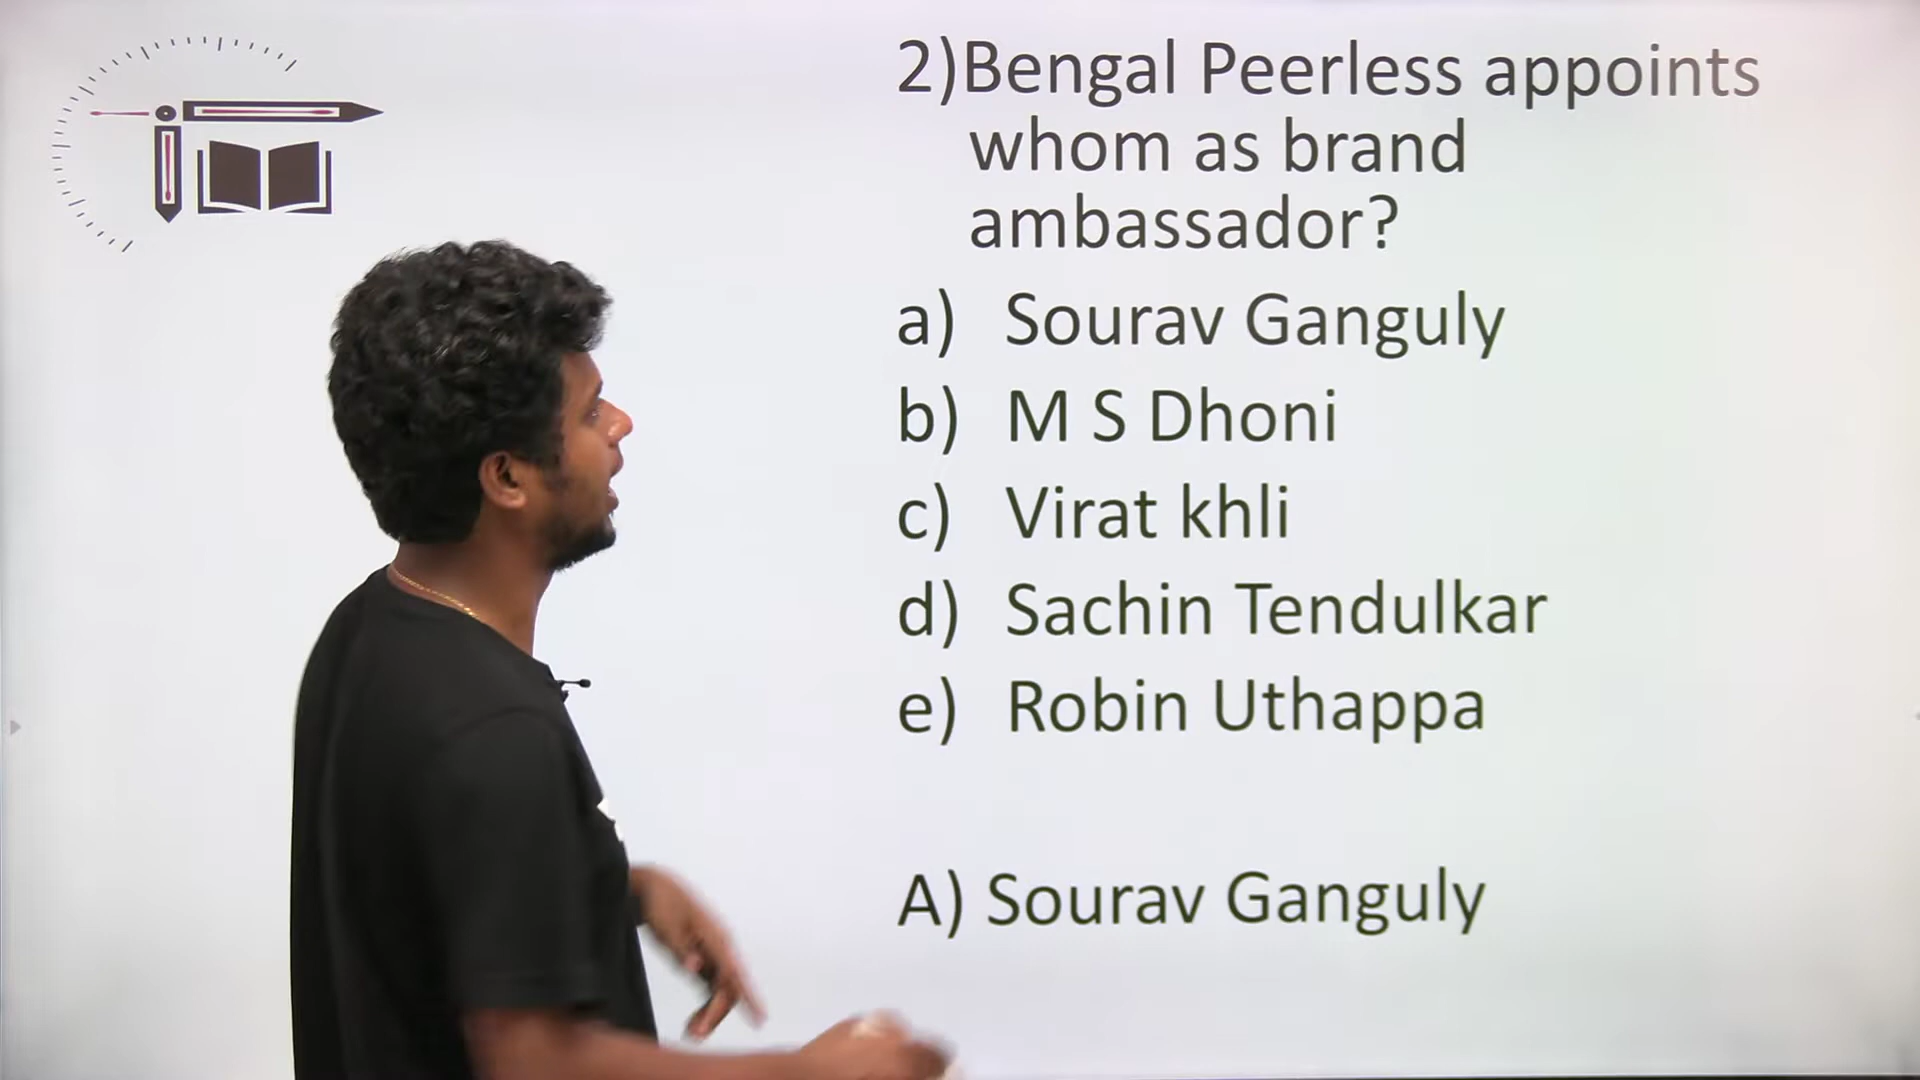 2)Bengal Peerless appoints
whom as brand
ambassador?
a) Sourav Ganguly
b) M S Dhoni
c) Virat khli
d) Sachin Tendulkar
e) Robin Uthappa
A) Sourav Ganguly